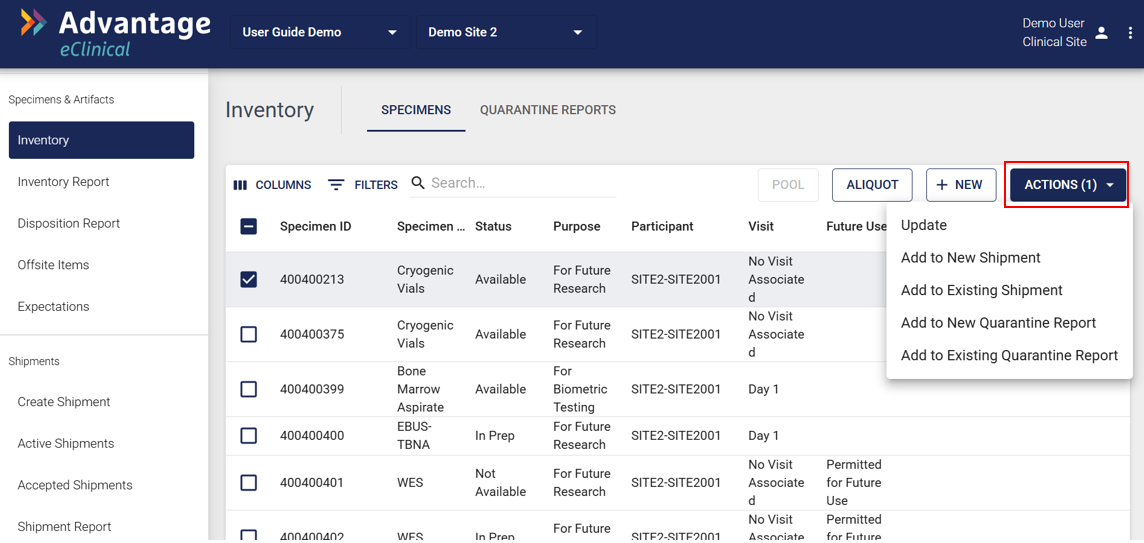 Advantage
eClinical
User Guide Demo
Demo Site 2
Demo User
Clinical Site
Specimens & Artifacts
Inventory
Inventory Report
Disposition Report
Offsite Items
Expectations
Shipments
Create Shipment
Active Shipments
Accepted Shipments
Shipment Report
Inventory
SPECIMENS
QUARANTINE REPORTS
COLUMNS
FILTERS
Search...
POOL
ALIQUOT
+ NEW
ACTIONS (1)
Update
Add to New Shipment
Add to Existing Shipment
Add to New Quarantine Report
Add to Existing Quarantine Report
Specimen ID
Specimen ...
Status
Purpose
Participant
Visit
Future Use
400400213
Cryogenic
Vials
Available
For Future
Research
SITE2-SITE2001
No Visit
Associate
d
400400375
Cryogenic
Vials
Available
For Future
Research
SITE2-SITE2001
No Visit
Associate
d
400400399
Bone
Marrow
Aspirate
Available
For
Biometric
Testing
SITE2-SITE2001
Day 1
400400400
EBUS-
TBNA
In Prep
For Future
Research
SITE2-SITE2001
Day 1
400400401
WES
Not
Available
For Future
Research
SITE2-SITE2001
No Visit
Associate
d
Permitted
for Future
Use
400400402
WES
In Prep
For Future
SITE2-SITE2001
No Visit
Associate
Permitted
for Future